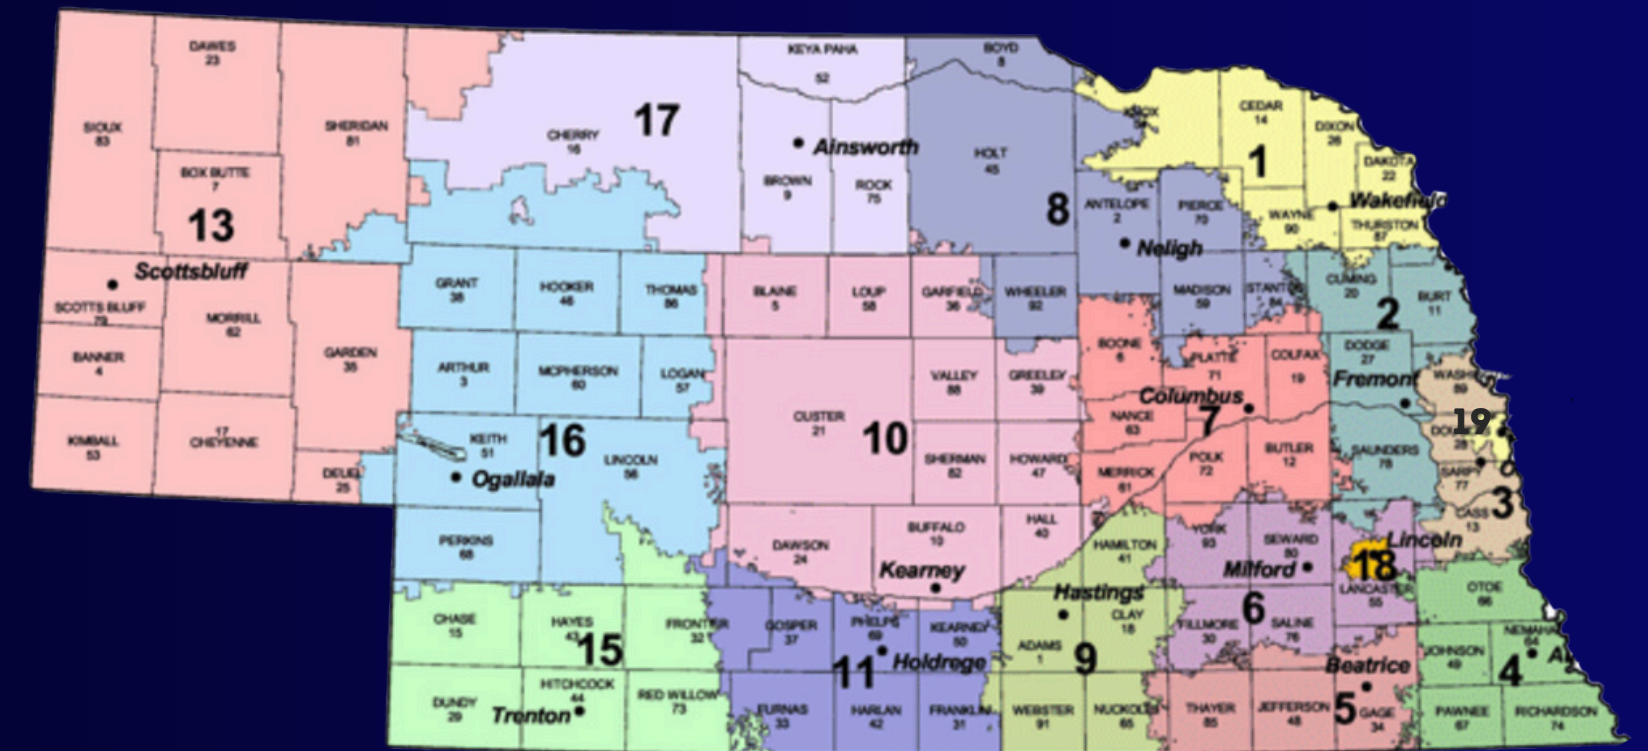 DAWES
23
SIOUX
83
SHERIDAN
81
BOX BUTTE
7
13
Scottsbluff
SCOTTS BLUFF
79
MORRILL
62
BANNER
4
GARDEN
35
KIMBALL
53
17
CHEYENNE
DEUEL
25
CHERRY
16
17
KEYA PAHA
52
Ainsworth
BROWN
9
ROCK
75
BOYD
8
HOLT
45
8
KNOX
54
CEDAR
14
DIXON
26
1
DAKOTA
22
Wakefield
WAYNE
90
THURSTON
87
ANTELOPE
2
PIERCE
70
Neligh
MADISON
59
STANTON
84
WHEELER
92
GRANT
38
HOOKER
46
THOMAS
86
BLAINE
5
LOUP
58
GARFIELD
36
CUMING
20
2
BURT
11
DODGE
27
Fremont
ARTHUR
3
MCPHERSON
60
LOGAN
57
VALLEY
88
GREELEY
39
BOONE
6
PLATTE
71
COLFAX
19
Columbus
7
NANCE
63
WASH
89
19
28
CUSTER
21
10
KEITH
51
16
Ogallala
LINCOLN
56
SHERMAN
82
HOWARD
47
MERRICK
61
POLK
72
BUTLER
12
SAUNDERS
78
SARPY
77
O
3
CASS
13
PERKINS
68
DAWSON
24
BUFFALO
10
HALL
40
Kearney
HAMILTON
41
YORK
93
SEWARD
80
Milford
Lincoln
18
LANCASTER
55
Hastings
CLAY
18
ADAMS
1
9
6
FILLMORE
30
SALINE
76
OTOE
66
CHASE
15
HAYES
43
15
FRONTIER
32
GOSPER
37
PHELPS
69
KEARNEY
50
11
Holdrege
Beatrice
JOHNSON
49
NEMAHA
64
4
A
DUNDY
29
HITCHCOCK
44
Trenton
RED WILLOW
73
FURNAS
33
HARLAN
42
FRANKLIN
31
WEBSTER
91
NUCKOLLS
65
THAYER
85
JEFFERSON
48
5
GAGE
34
PAWNEE
67
RICHARDSON
74